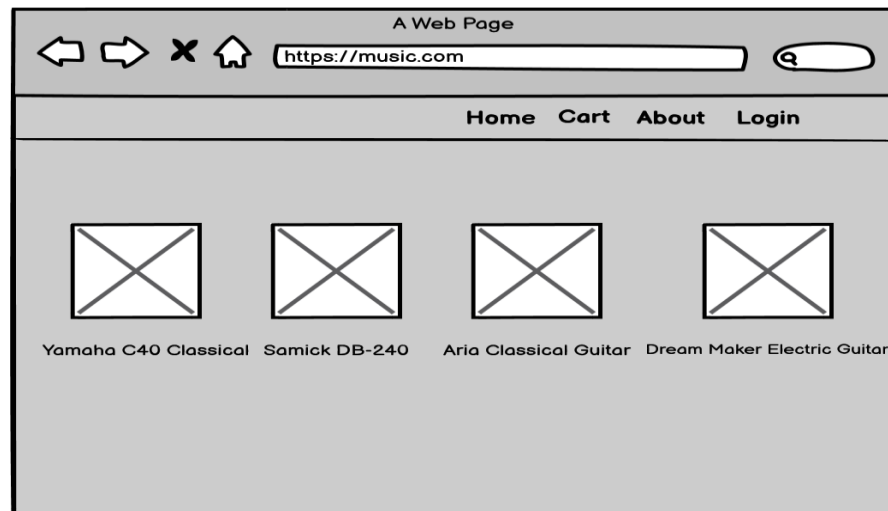 A Web Page
https://music.com
Home Cart About Login
Yamaha C40 Classical Samick DB-240 Aria Classical Guitar Dream Maker Electric Guitar